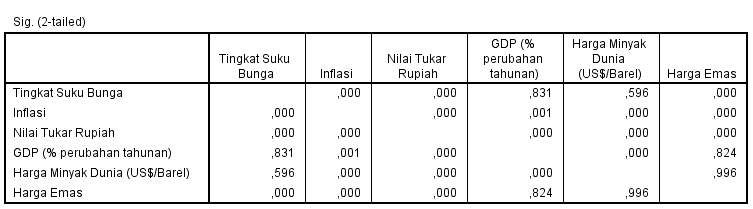 Sig. (2-tailed)
Tingkat Suku Bunga Inflasi Nilai Tukar Rupiah GDP (% perubahan tahunan) Harga Minyak Dunia (US$/Barel) Harga Emas
Tingkat Suku Bunga ,000 ,000 ,831 ,596 ,000
Inflasi ,000 ,000 ,001 ,000 ,000
Nilai Tukar Rupiah ,000 ,000 ,000 ,000 ,000
GDP (% perubahan tahunan) ,831 ,001 ,000 ,000 ,824
Harga Minyak Dunia (US$/Barel) ,596 ,000 ,000 ,000 ,996
Harga Emas ,000 ,000 ,000 ,824 ,996